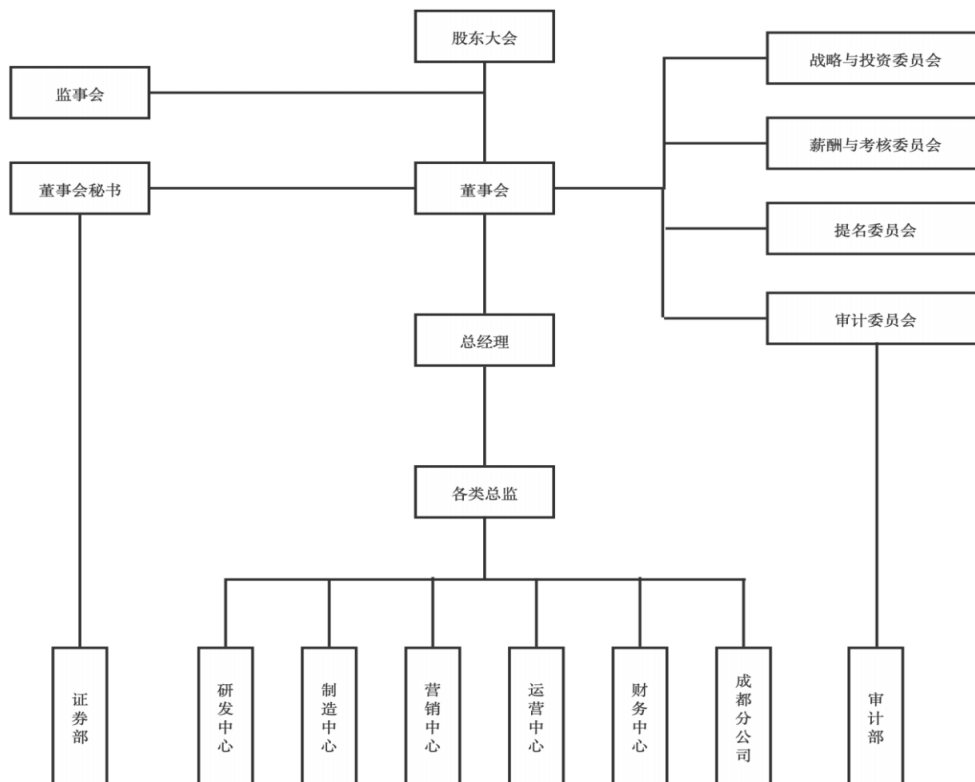 股东大会
战略与投资委员会
监事会
薪酬与考核委员会
董事会秘书
董事会
提名委员会
审计委员会
总经理
各类总监
证券部
研发中心
制造中心
营销中心
运营中心
财务中心
成都分公司
审计部